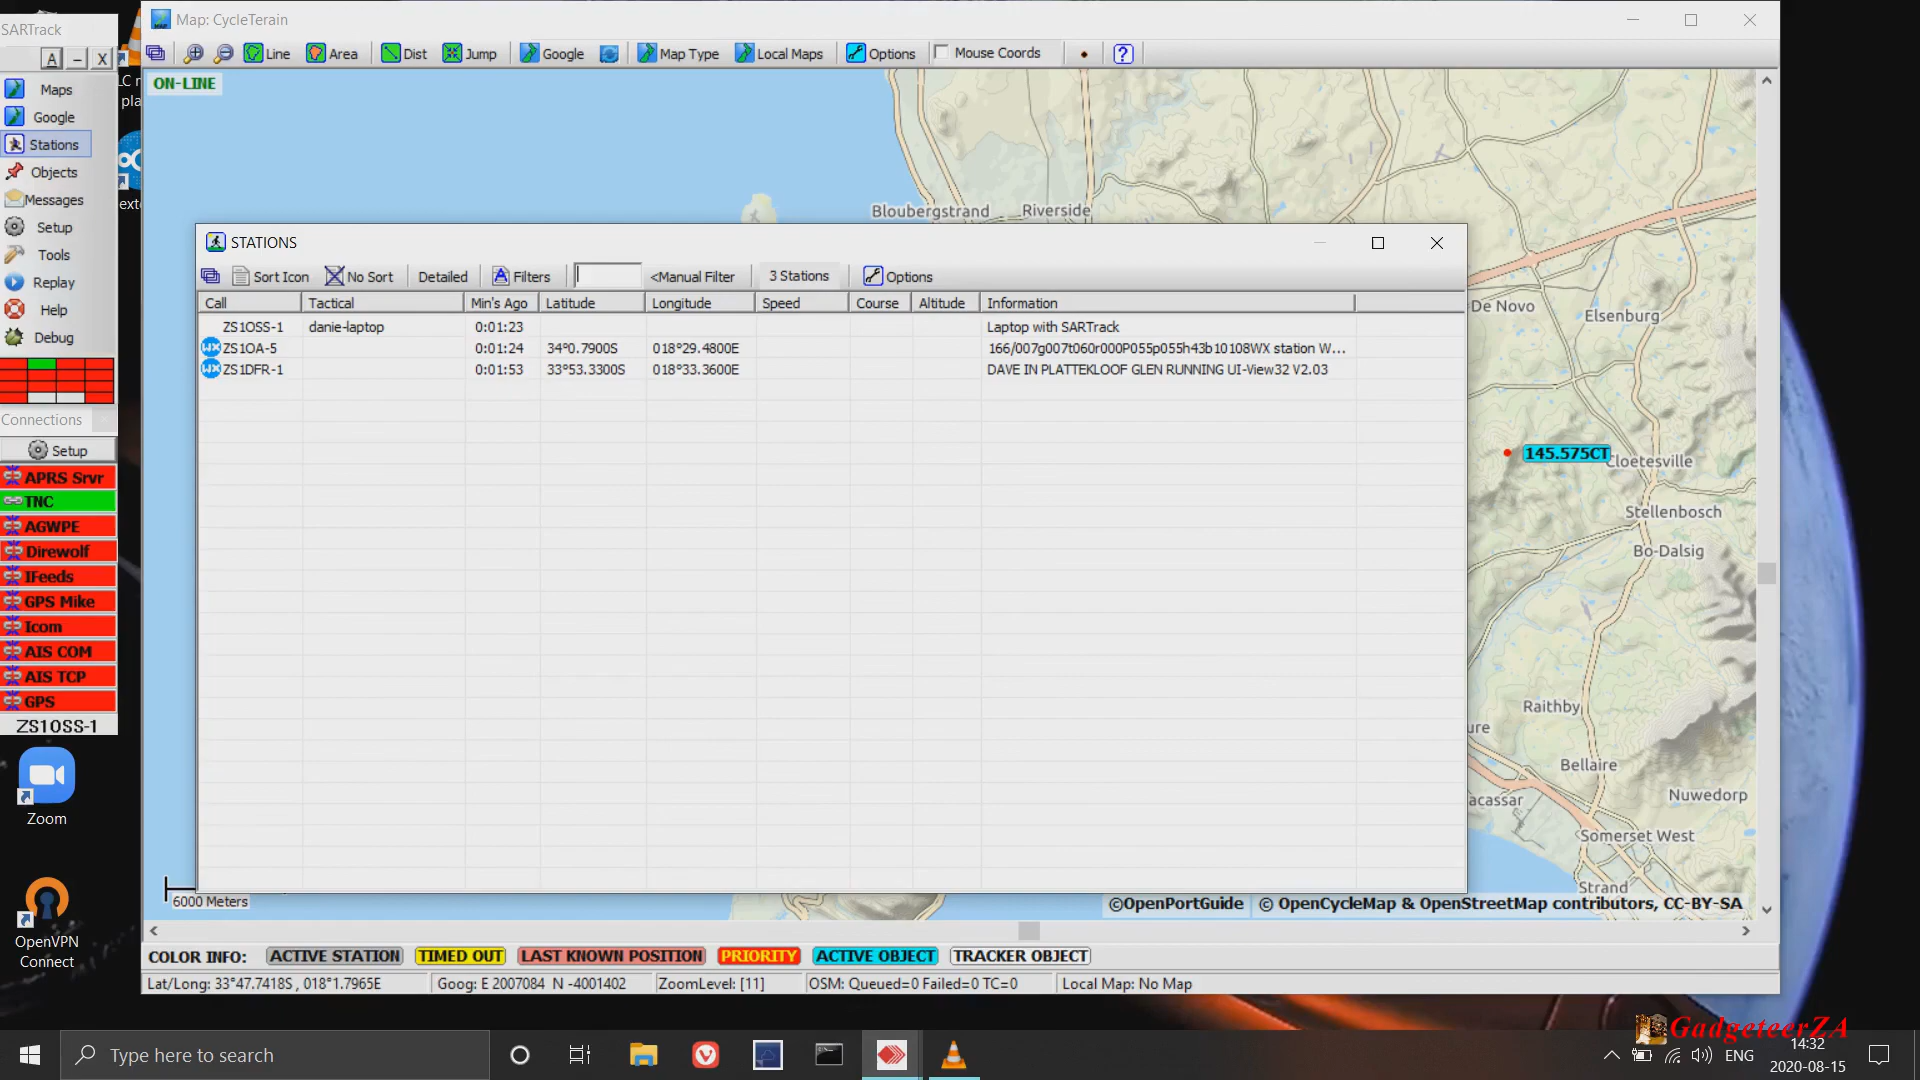 SARTrack
A – X
Maps
Google
Stations
Objects
Messages
Setup
Tools
Replay
Help
Debug
Connections
Setup
APRS Srvr
TNC
AGWPE
Direwolf
IFeeds
GPS Mike
Icom
AIS COM
AIS TCP
GPS
ZS1OSS-1
Zoom
OpenVPN
Connect
Map: CycleTerain
Line Area Dist Jump Google Map Type Local Maps Options Mouse Coords ?
ON-LINE
Bloubergstrand Riverside
De Novo
Elsenburg
145.575CT
Cloetesville
Stellenbosch
Bo-Dalsig
Raithby
ure
Bellaire
acassar
Nuwedorp
Somerset West
Strand
STATIONS
Sort Icon No Sort Detailed Filters <Manual Filter 3 Stations Options
Call Tactical Min's Ago Latitude Longitude Speed Course Altitude Information
ZS1OSS-1 danie-laptop 0:01:23 Laptop with SARTrack
WX ZS1OA-5 0:01:24 34°0.7900S 018°29.4800E 166/007g007t060r000P055p055h43b10108WX station W...
WX ZS1DFR-1 0:01:53 33°53.3300S 018°33.3600E DAVE IN PLATTEKLOOF GLEN RUNNING UI-View32 V2.03
6000 Meters
©OpenPortGuide © OpenCycleMap & OpenStreetMap contributors, CC-BY-SA
COLOR INFO: ACTIVE STATION TIMED OUT LAST KNOWN POSITION PRIORITY ACTIVE OBJECT TRACKER OBJECT
Lat/Long: 33°47.7418S , 018°1.7965E Goog: E 2007084 N -4001402 ZoomLevel: [11] OSM: Queued=0 Failed=0 TC=0 Local Map: No Map
GadgeteerZA
Type here to search
ENG
14:32
2020-08-15